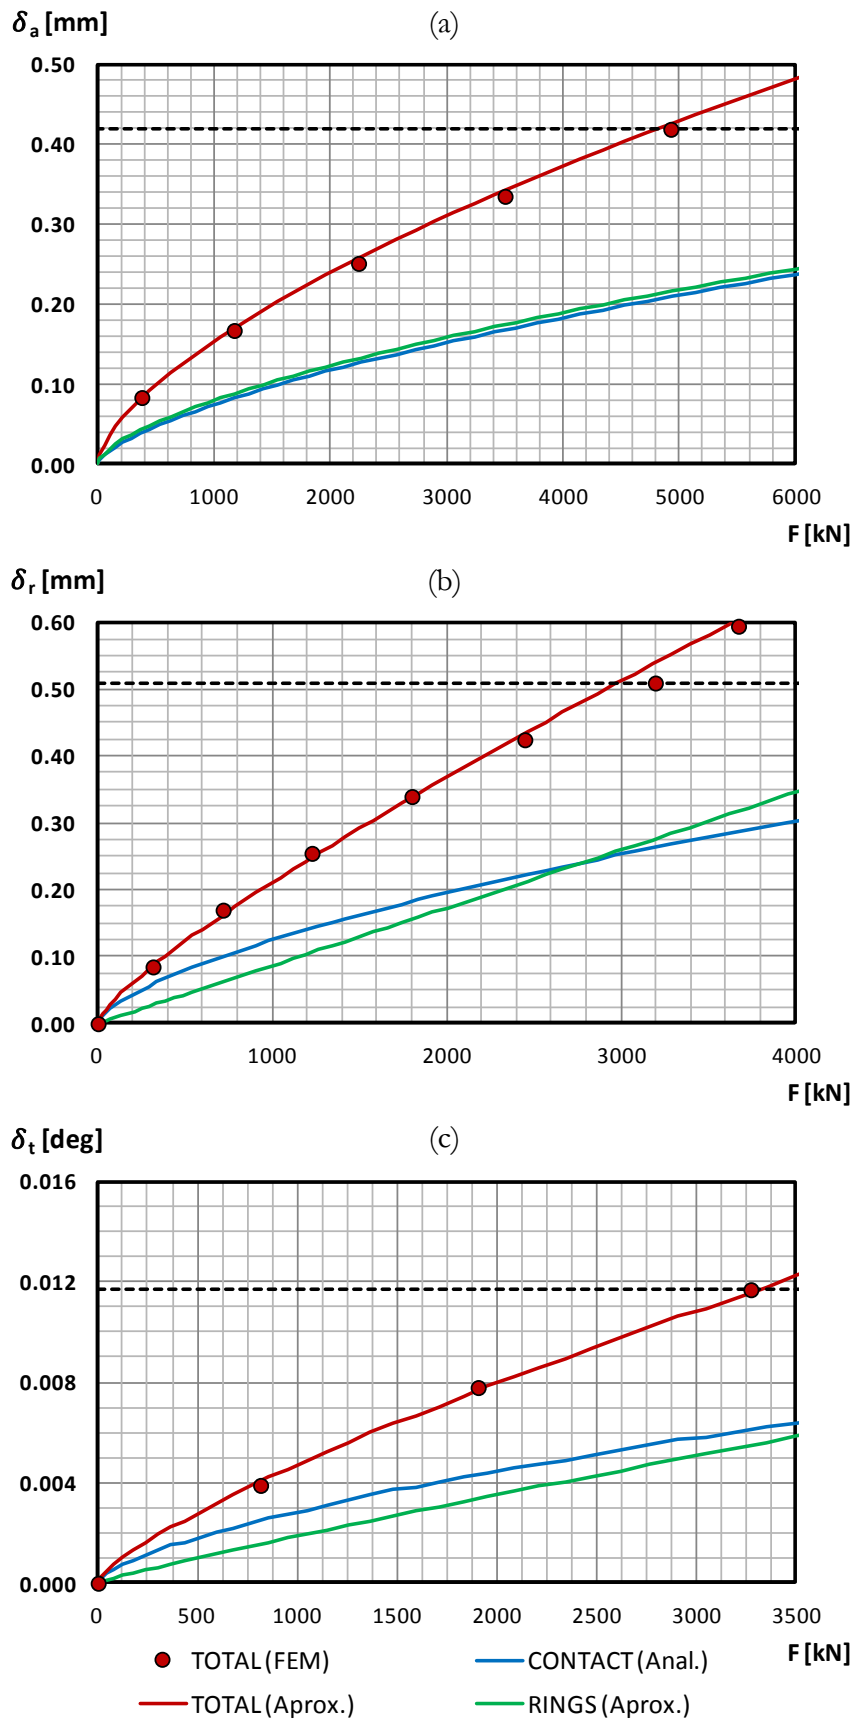 δa [mm]
(a)
0.50
0.40
0.30
0.20
0.10
0.00
0 1000 2000 3000 4000 5000 6000
F [kN]
δr [mm]
(b)
0.60
0.50
0.40
0.30
0.20
0.10
0.00
0 1000 2000 3000 4000
F [kN]
δt [deg]
(c)
0.016
0.012
0.008
0.004
0.000
0 500 1000 1500 2000 2500 3000 3500
F [kN]
TOTAL (FEM)
CONTACT (Anal.)
TOTAL (Aprox.)
RINGS (Aprox.)